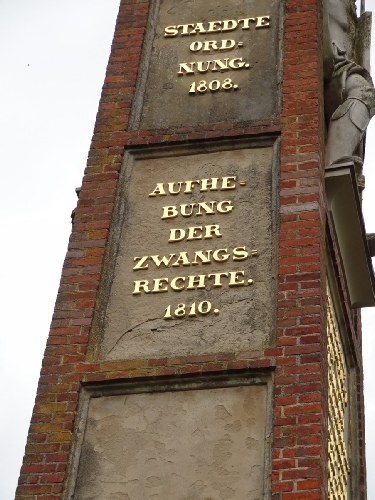 STAEDTE
ORD=
NUNG.
1808.
AUFHE=
BUNG
DER
ZWANGS=
RECHTE.
1810.